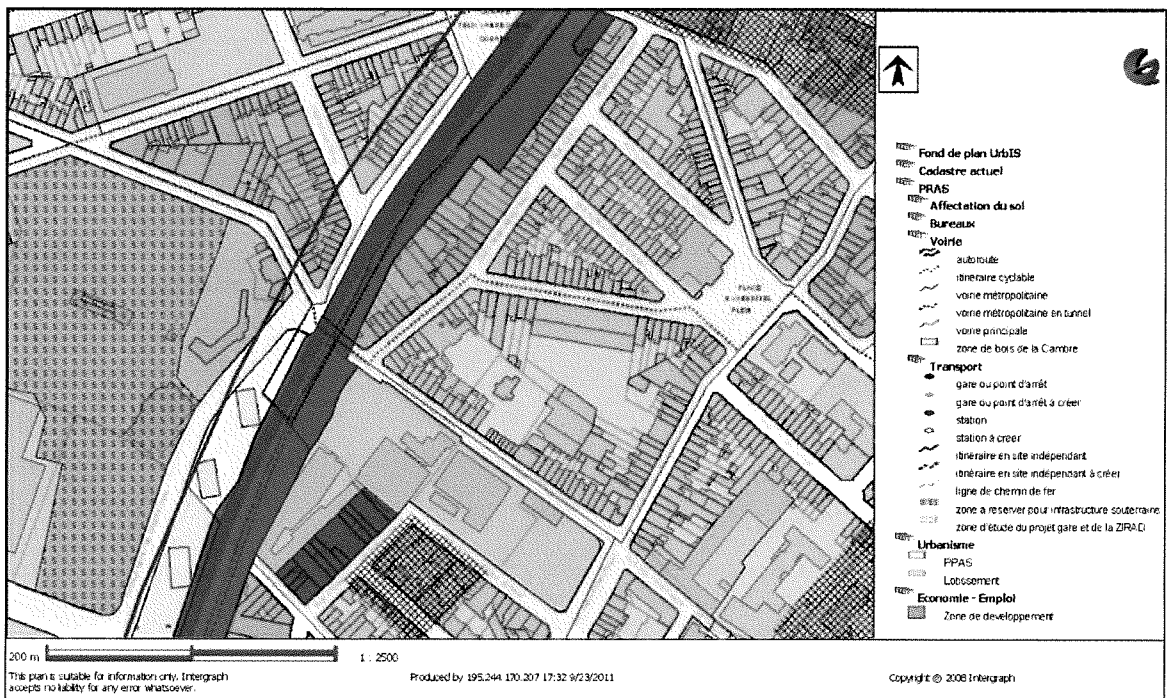 Fond de plan UrbIS
Cadastre actuel
PRAS
Affectation du sol
Bureaux
Voirie
autoroute
itinéraire cyclable
voirie métropolitaine
voirie métropolitaine en tunnel
voirie principale
zone de bois de la Cambre
Transport
gare ou point d'arrêt
gare ou point d'arrêt à créer
station
station à créer
itinéraire en site indépendant
itinéraire en site indépendant à créer
ligne de chemin de fer
zone à réserver pour infrastructure souterraine
zone d'étude du projet gare et de la ZIRAD
Urbanisme
PPAS
Lotissement
Economie - Emploi
Zone de developpement
PLACE
200 m
1 : 2500
This plan is suitable for information only. Intergraph
accepts no liability for any error whatsoever.
Produced by 195.244.170.207 17:32 9/23/2011
Copyright © 2008 Intergraph